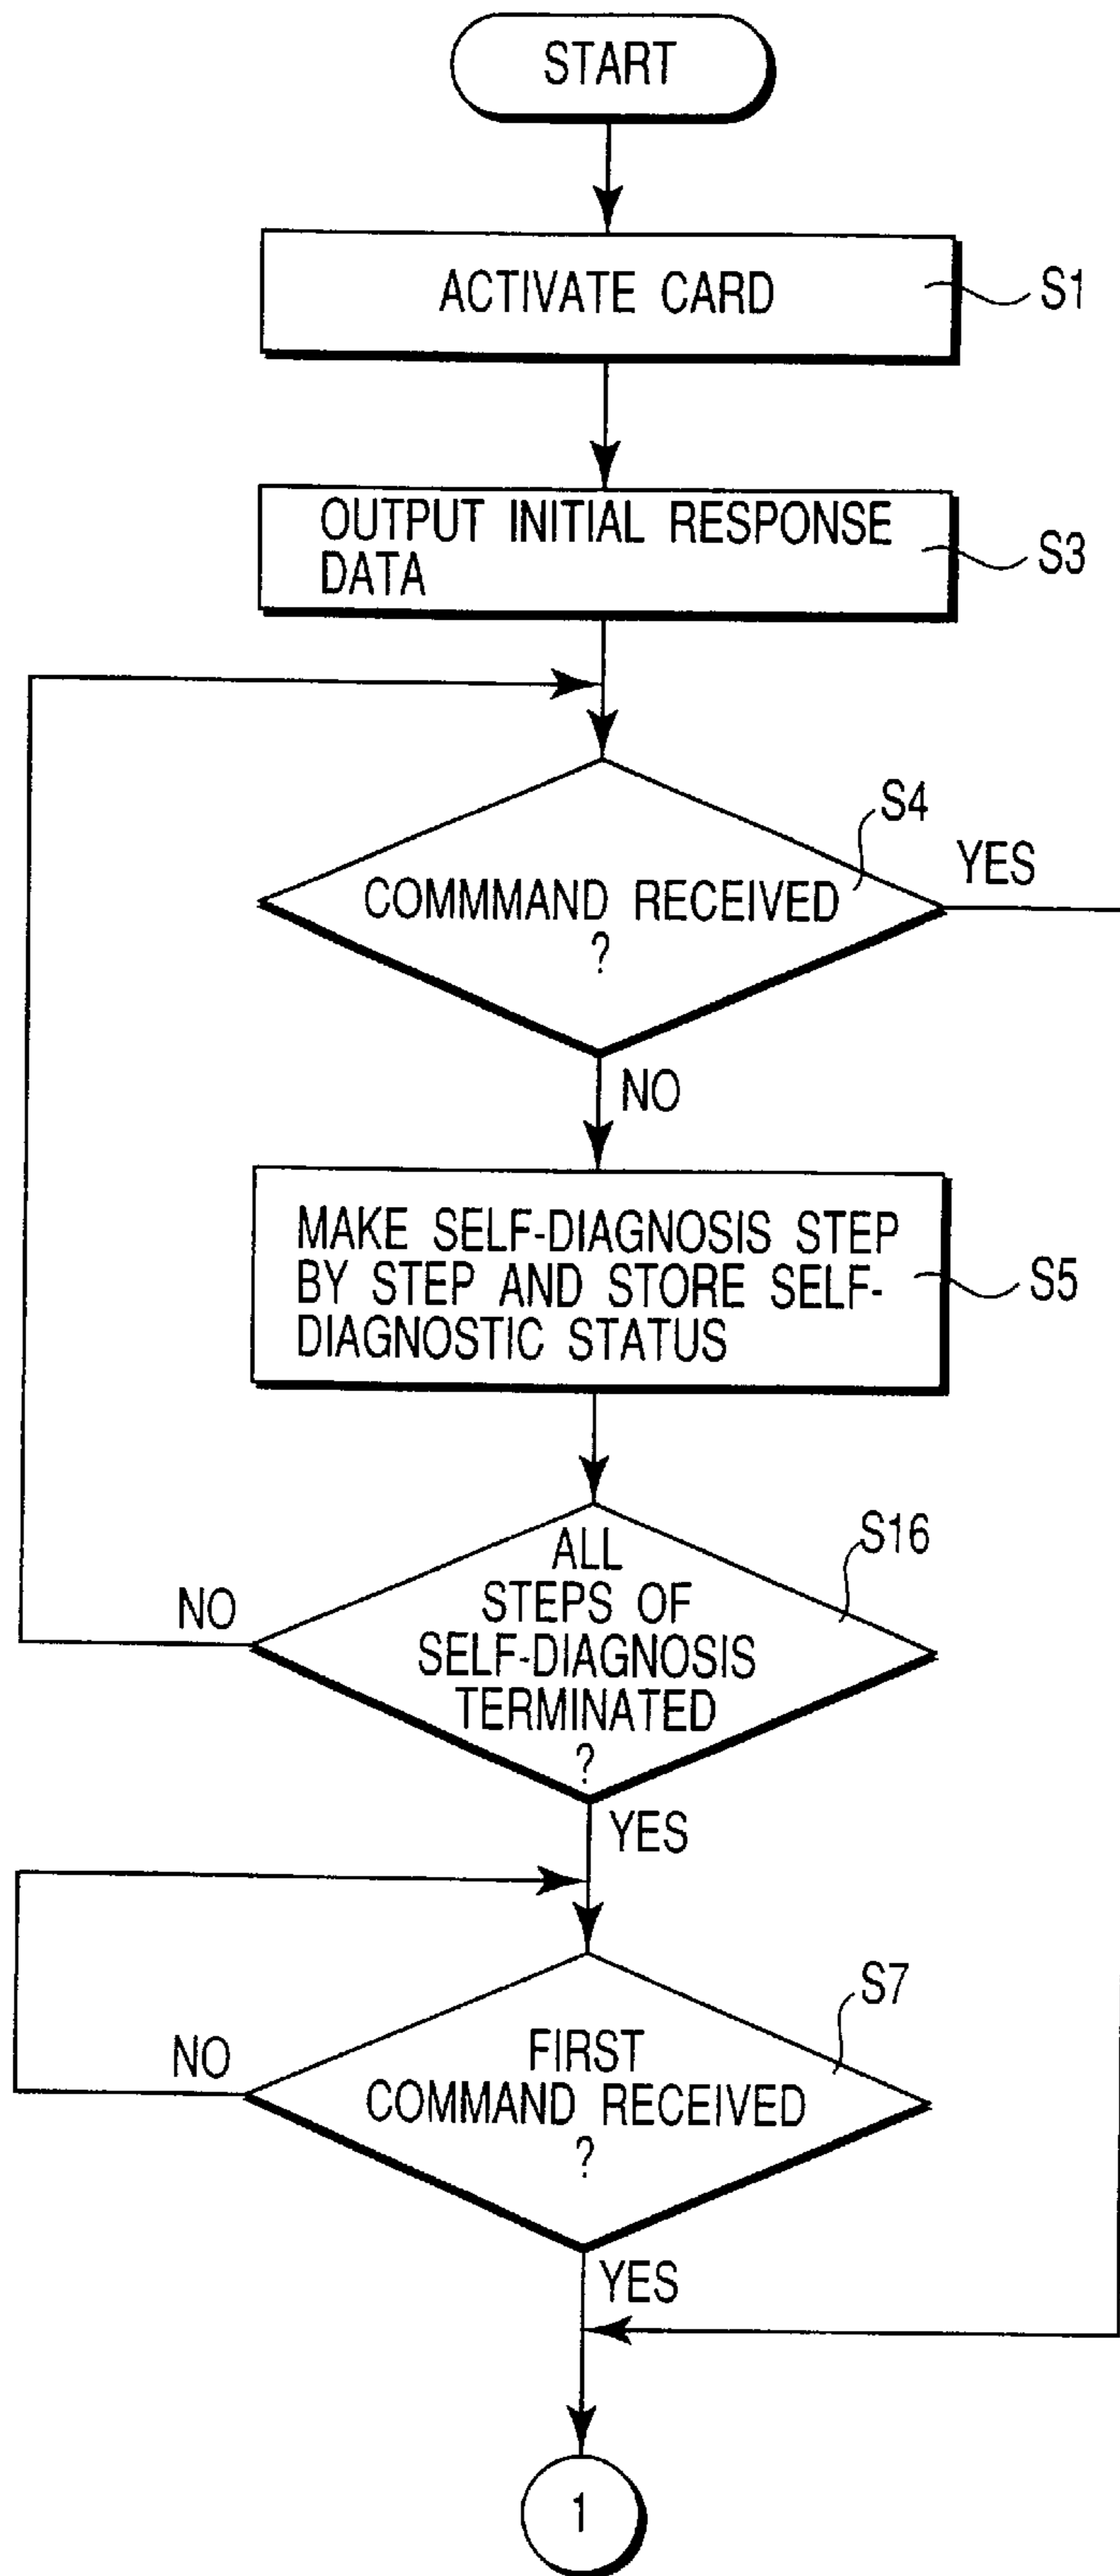 START
ACTIVATE CARD
S1
OUTPUT INITIAL RESPONSE
DATA
S3
S4
YES
COMMMAND RECEIVED
?
NO
MAKE SELF-DIAGNOSIS STEP
BY STEP AND STORE SELF-
DIAGNOSTIC STATUS
S5
S16
NO
ALL
STEPS OF
SELF-DIAGNOSIS
TERMINATED
?
YES
S7
NO
FIRST
COMMAND RECEIVED
?
YES
1